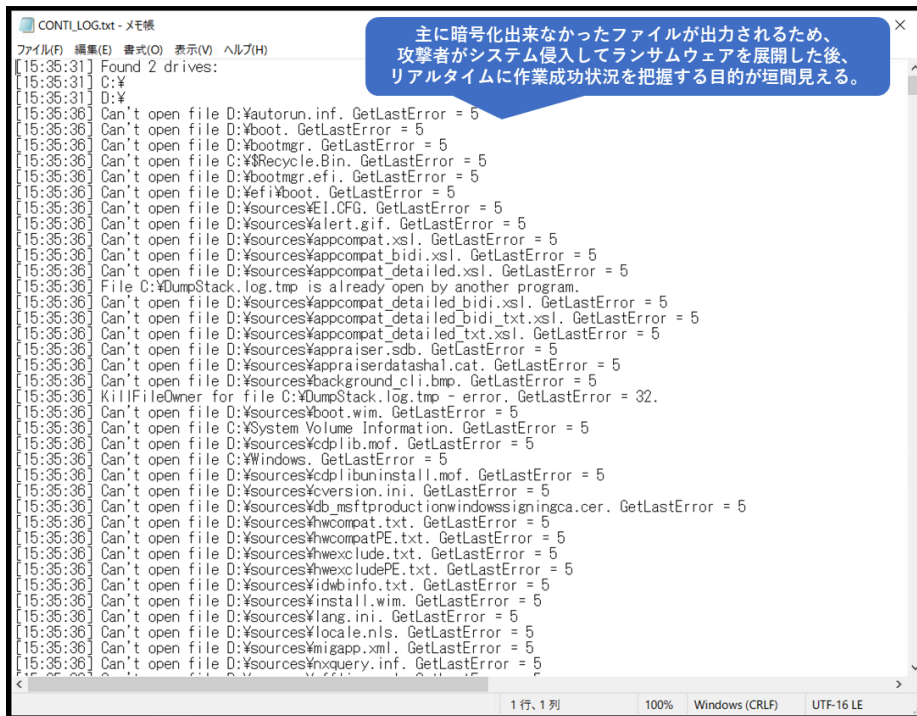 CONTI_LOG.txt - メモ帳
ファイル(F) 編集(E) 書式(O) 表示(V) ヘルプ(H)
主に暗号化出来なかったファイルが出力されるため、
攻撃者がシステム侵入してランサムウェアを展開した後、
リアルタイムに作業成功状況を把握する目的が垣間見える。
[15:35:31] Found 2 drives:
[15:35:31] C:¥
[15:35:31] D:¥
[15:35:36] Can't open file D:¥autorun.inf. GetLastError = 5
[15:35:36] Can't open file D:¥boot. GetLastError = 5
[15:35:36] Can't open file D:¥bootmgr. GetLastError = 5
[15:35:36] Can't open file C:¥$Recycle.Bin. GetLastError = 5
[15:35:36] Can't open file D:¥bootmgr.efi. GetLastError = 5
[15:35:36] Can't open file D:¥efi¥boot. GetLastError = 5
[15:35:36] Can't open file D:¥sources¥EI.CFG. GetLastError = 5
[15:35:36] Can't open file D:¥sources¥alert.gif. GetLastError = 5
[15:35:36] Can't open file D:¥sources¥appcompat.xsl. GetLastError = 5
[15:35:36] Can't open file D:¥sources¥appcompat_bidi.xsl. GetLastError = 5
[15:35:36] Can't open file D:¥sources¥appcompat_detailed.xsl. GetLastError = 5
[15:35:36] File C:¥DumpStack.log.tmp is already open by another program.
[15:35:36] Can't open file D:¥sources¥appcompat_detailed_bidi.xsl. GetLastError = 5
[15:35:36] Can't open file D:¥sources¥appcompat_detailed_bidi_txt.xsl. GetLastError = 5
[15:35:36] Can't open file D:¥sources¥appcompat_detailed_txt.xsl. GetLastError = 5
[15:35:36] Can't open file D:¥sources¥appraiser.sdb. GetLastError = 5
[15:35:36] Can't open file D:¥sources¥appraiserdatasha1.cat. GetLastError = 5
[15:35:36] Can't open file D:¥sources¥background_cli.bmp. GetLastError = 5
[15:35:36] KillFileOwner for file C:¥DumpStack.log.tmp - error. GetLastError = 32.
[15:35:36] Can't open file D:¥sources¥boot.wim. GetLastError = 5
[15:35:36] Can't open file C:¥System Volume Information. GetLastError = 5
[15:35:36] Can't open file D:¥sources¥cdplib.mof. GetLastError = 5
[15:35:36] Can't open file C:¥Windows. GetLastError = 5
[15:35:36] Can't open file D:¥sources¥cdplibuninstall.mof. GetLastError = 5
[15:35:36] Can't open file D:¥sources¥cversion.ini. GetLastError = 5
[15:35:36] Can't open file D:¥sources¥db_msftproductionwindowssigningca.cer. GetLastError = 5
[15:35:36] Can't open file D:¥sources¥hwcompat.txt. GetLastError = 5
[15:35:36] Can't open file D:¥sources¥hwcompatPE.txt. GetLastError = 5
[15:35:36] Can't open file D:¥sources¥hwexclude.txt. GetLastError = 5
[15:35:36] Can't open file D:¥sources¥hwexcludePE.txt. GetLastError = 5
[15:35:36] Can't open file D:¥sources¥idwbinfo.txt. GetLastError = 5
[15:35:36] Can't open file D:¥sources¥install.wim. GetLastError = 5
[15:35:36] Can't open file D:¥sources¥lang.ini. GetLastError = 5
[15:35:36] Can't open file D:¥sources¥locale.nls. GetLastError = 5
[15:35:36] Can't open file D:¥sources¥migapp.xml. GetLastError = 5
[15:35:36] Can't open file D:¥sources¥nxquery.inf. GetLastError = 5
1 行、1 列 100% Windows (CRLF) UTF-16 LE